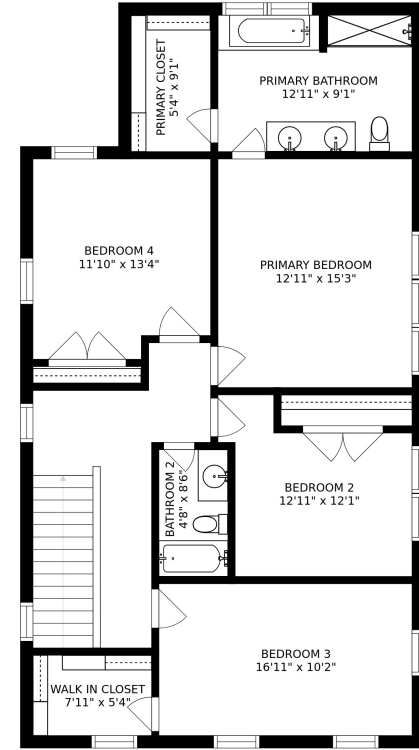 PRIMARY CLOSET
5'4" x 9'1"
PRIMARY BATHROOM
12'11" x 9'1"
BEDROOM 4
11'10" x 13'4"
PRIMARY BEDROOM
12'11" x 15'3"
BATHROOM 2
4'8" x 8'6"
BEDROOM 2
12'11" x 12'1"
BEDROOM 3
16'11" x 10'2"
WALK IN CLOSET
7'11" x 5'4"